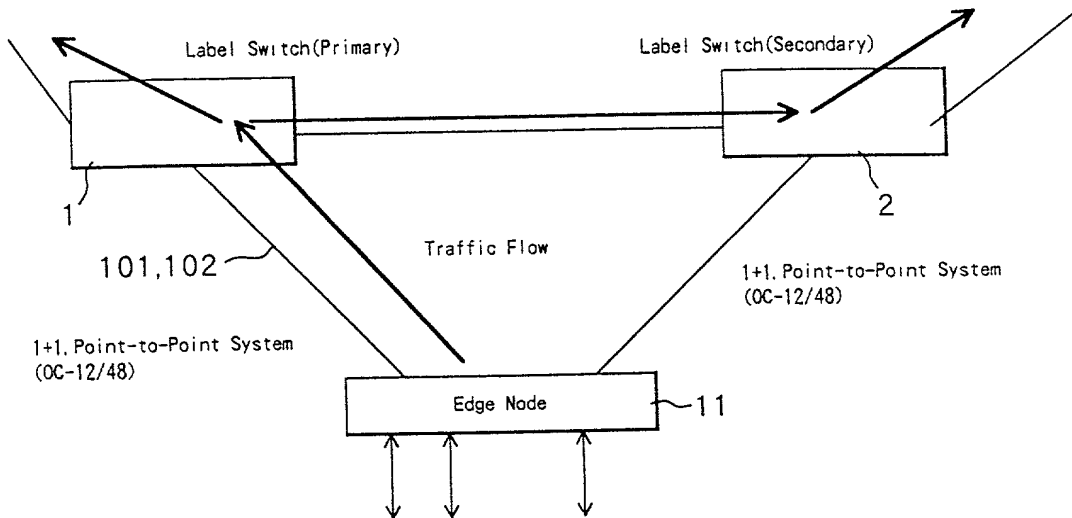 Label Switch(Primary)
Label Switch(Secondary)
1
2
Traffic Flow
101,102
1+1, Point-to-Point System
(OC-12/48)
1+1, Point-to-Point System
(OC-12/48)
Edge Node
11